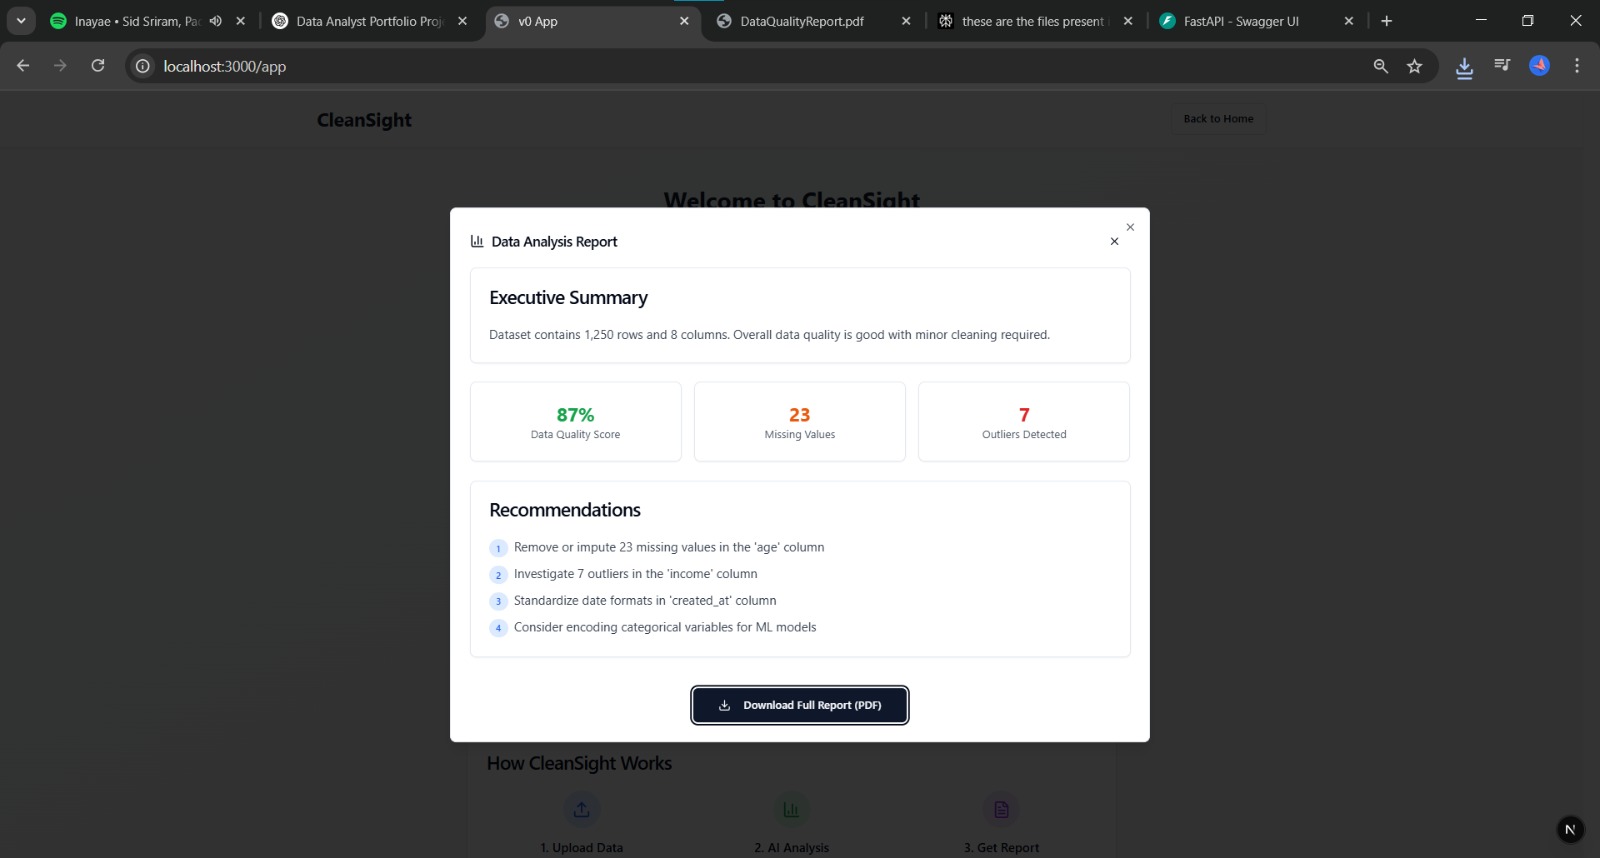 Inayae • Sid Sriram, Pa
Data Analyst Portfolio Proj
v0 App
DataQualityReport.pdf
these are the files present
FastAPI - Swagger UI
localhost:3000/app
CleanSight
Back to Home
Welcome to CleanSight
Data Analysis Report
Executive Summary
Dataset contains 1,250 rows and 8 columns. Overall data quality is good with minor cleaning required.
87%
Data Quality Score
23
Missing Values
7
Outliers Detected
Recommendations
1 Remove or impute 23 missing values in the 'age' column
2 Investigate 7 outliers in the 'income' column
3 Standardize date formats in 'created_at' column
4 Consider encoding categorical variables for ML models
Download Full Report (PDF)
How CleanSight Works
1. Upload Data
2. AI Analysis
3. Get Report
N